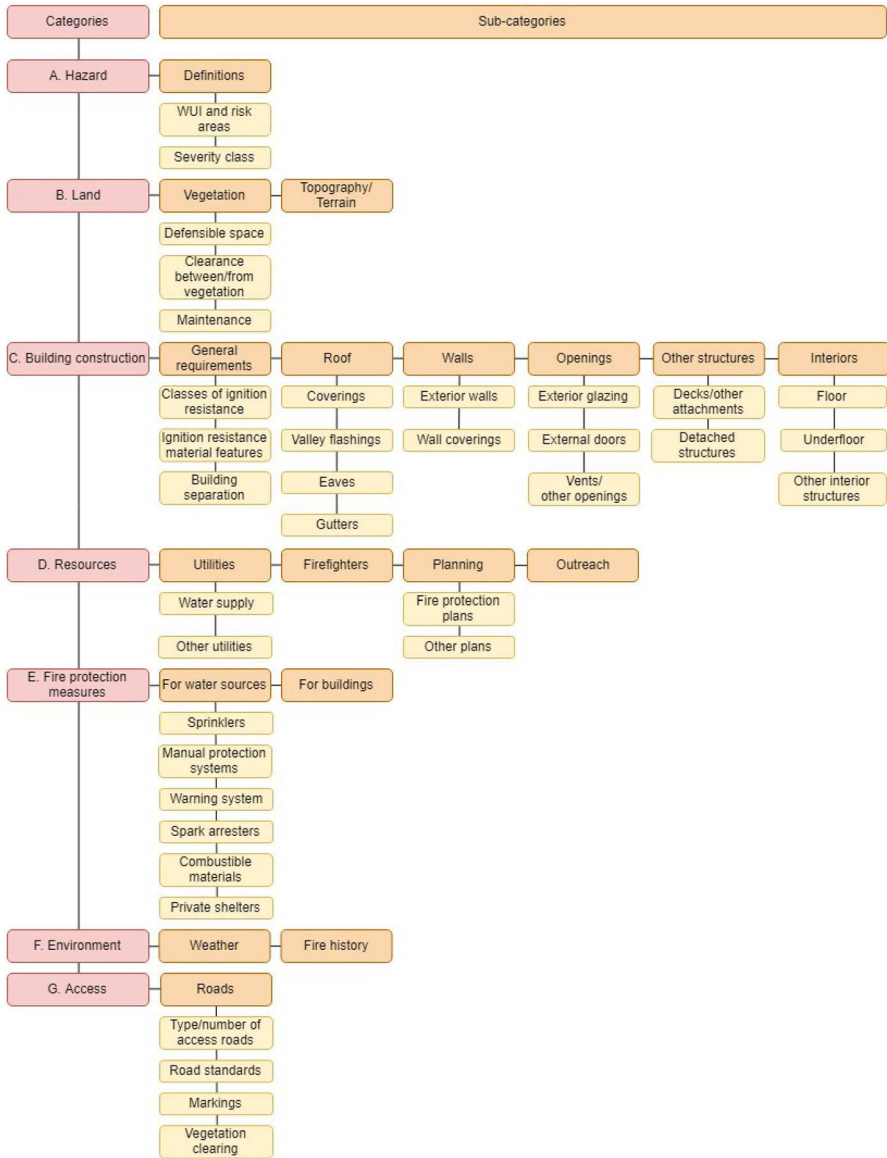 Categories
Sub-categories
A. Hazard
Definitions
WUI and risk
areas
Severity class
B. Land
Vegetation
Topography/
Terrain
Defensible space
Clearance
between/from
vegetation
Maintenance
C. Building construction
General
requirements
Roof
Walls
Openings
Other structures
Interiors
Classes of ignition
resistance
Coverings
Exterior walls
Exterior glazing
Decks/other
attachments
Floor
Ignition resistance
material features
Valley flashings
Wall coverings
External doors
Detached
structures
Underfloor
Building
separation
Eaves
Vents/
other openings
Other interior
structures
Gutters
D. Resources
Utilities
Firefighters
Planning
Outreach
Water supply
Fire protection
plans
Other utilities
Other plans
E. Fire protection
measures
For water sources
For buildings
Sprinklers
Manual protection
systems
Warning system
Spark arresters
Combustible
materials
Private shelters
F. Environment
Weather
Fire history
G. Access
Roads
Type/number of
access roads
Road standards
Markings
Vegetation
clearing